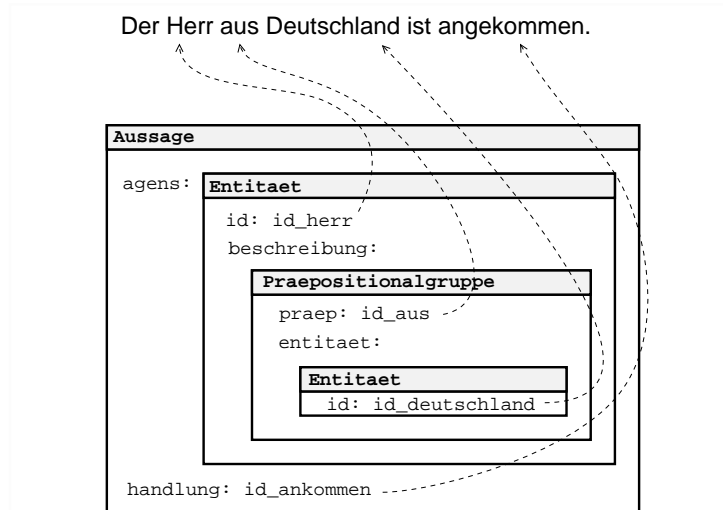 Der Herr aus Deutschland ist angekommen.
Aussage
agens: Entitaet
id: id_herr
beschreibung:
Praepositionalgruppe
praep: id_aus
entitaet:
Entitaet
id: id_deutschland
handlung: id_ankommen